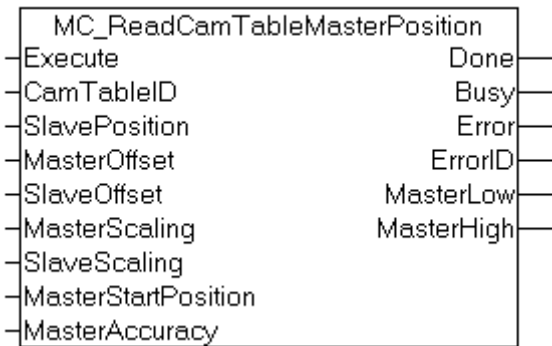 MC_ReadCamTableMasterPosition
Execute Done
CamTableID Busy
SlavePosition Error
MasterOffset ErrorID
SlaveOffset MasterLow
MasterScaling MasterHigh
SlaveScaling
MasterStartPosition
MasterAccuracy